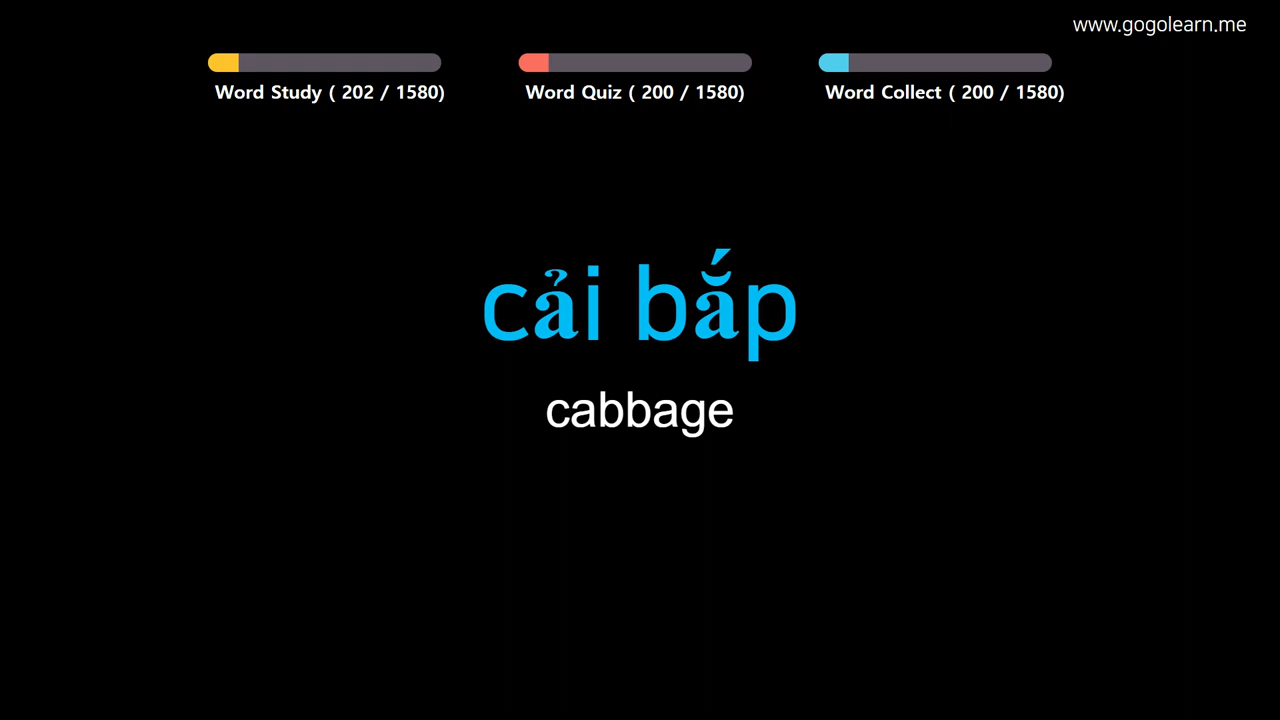 www.gogolearn.me
Word Study ( 202 / 1580)
Word Quiz ( 200 / 1580)
Word Collect ( 200 / 1580)
cải bắp
cabbage